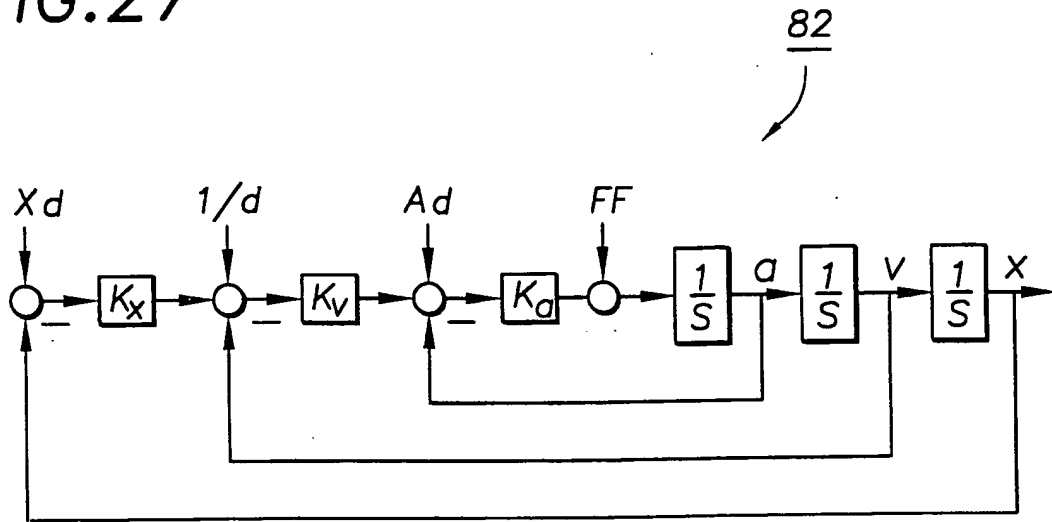 IG.27
82
Xd 1/d Ad FF
Kx Kv Ka 1/S a 1/S v 1/S x
− − −